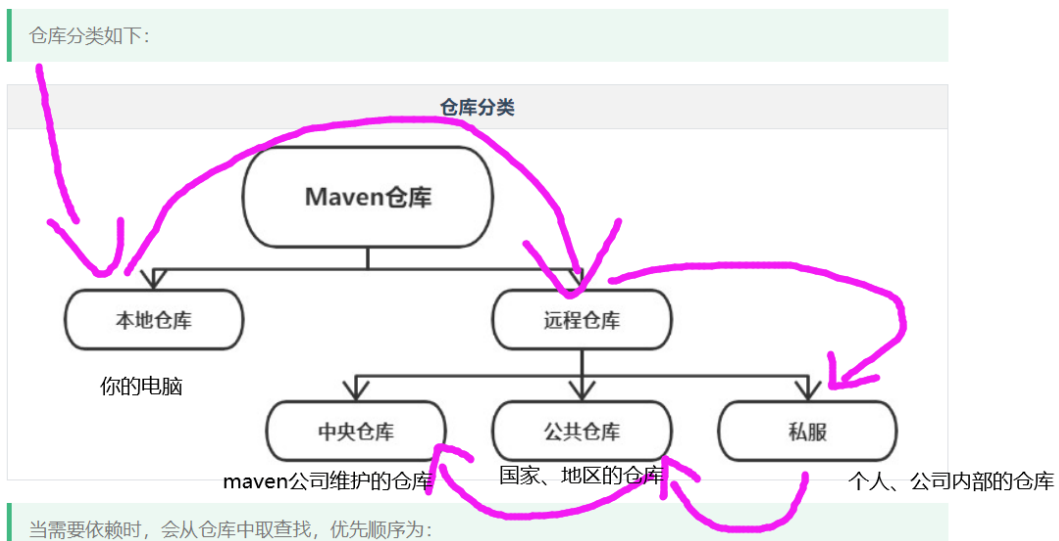 仓库分类如下：
仓库分类
Maven仓库
本地仓库
远程仓库
你的电脑
中央仓库
公共仓库
私服
maven公司维护的仓库
国家、地区的仓库
个人、公司内部的仓库
当需要依赖时，会从仓库中取查找，优先顺序为：